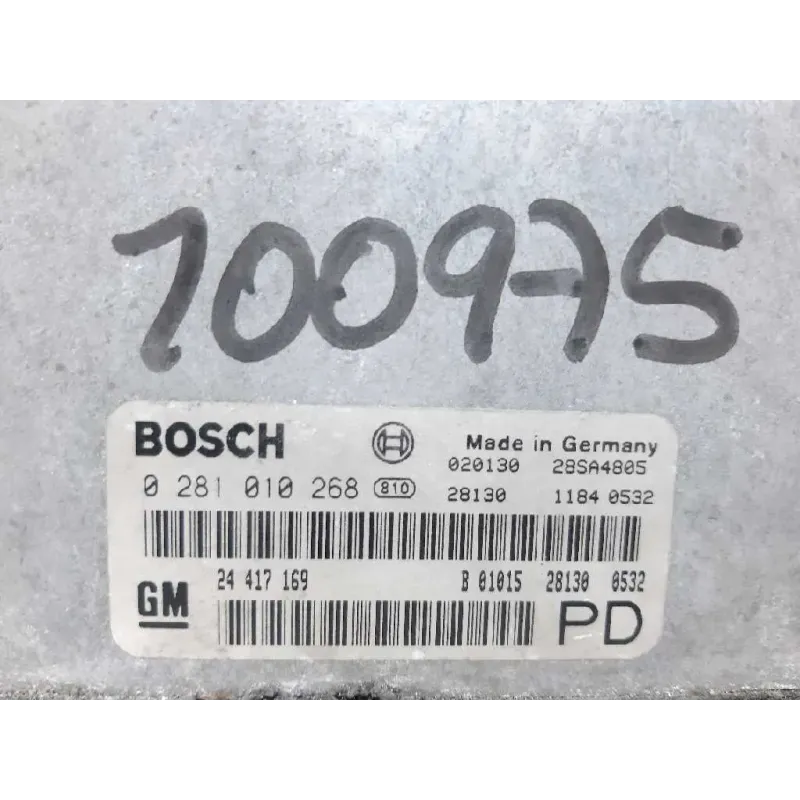 100975
BOSCH
Made in Germany
020130 28SA4805
0 281 010 268 810
28130 1184 0532
24 417 169 B 01015 28130 0532
GM
PD